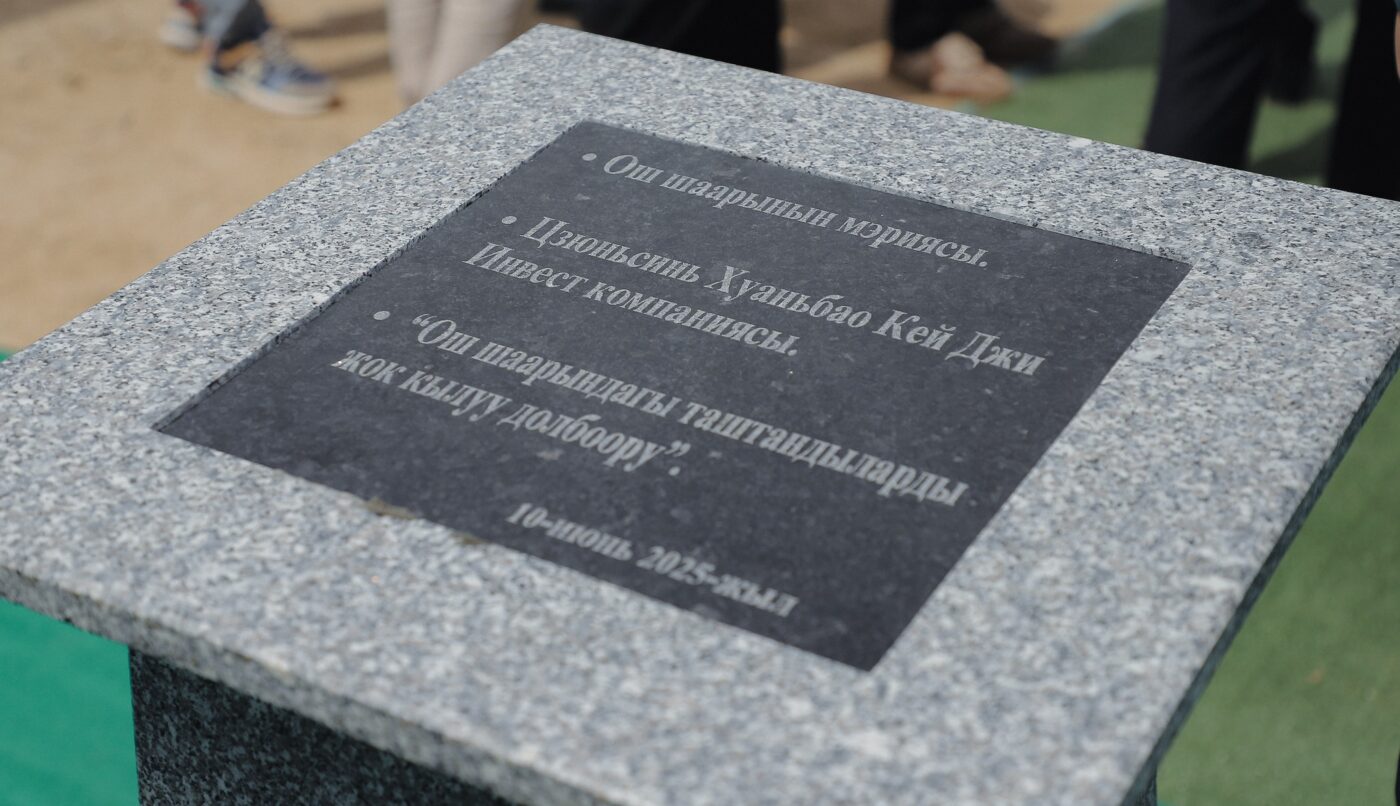 • Ош шаарынын мэриясы.
• Цзюньсинь Хуаньбао Кей Джи
Инвест компаниясы.
• “Ош шаарындагы таштандыларды
жок кылуу долбоору”.
10-июнь 2025-жыл